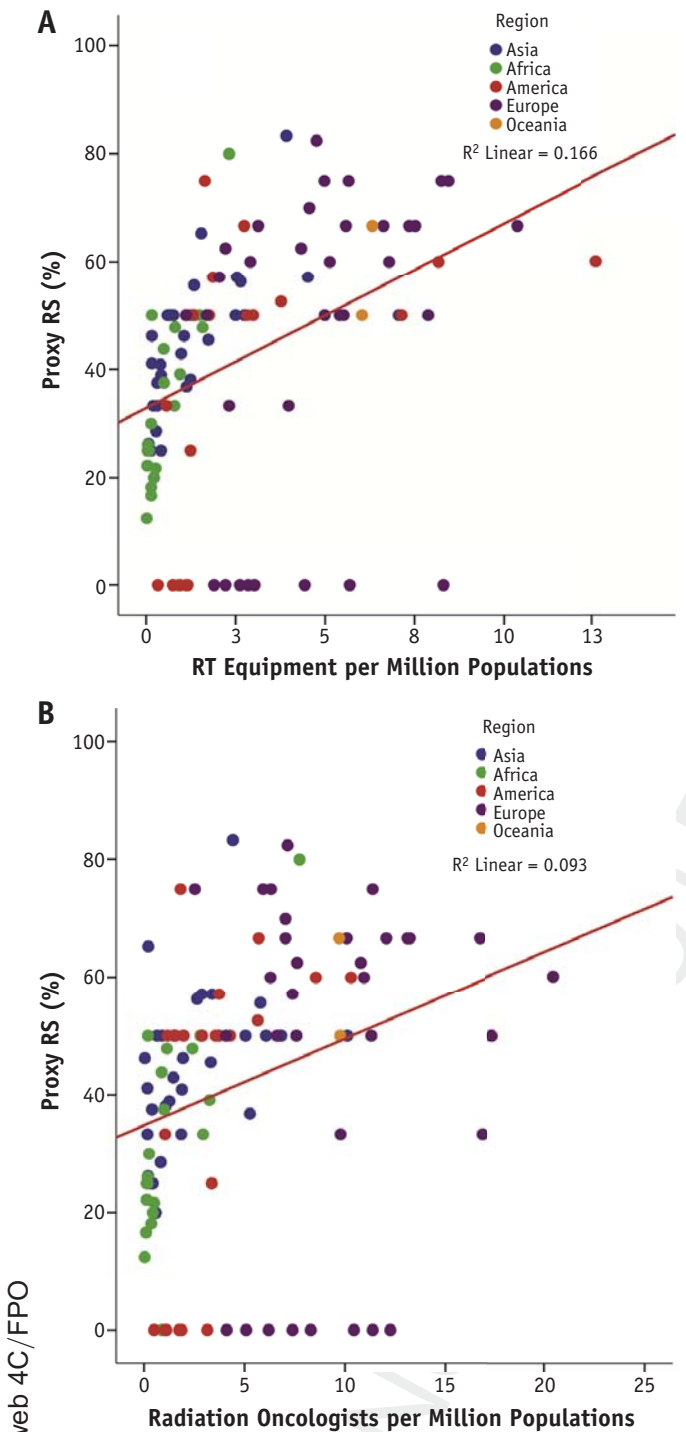 A
Region
Asia
Africa
America
Europe
Oceania
R² Linear = 0.166
100
80
60
40
20
0
Proxy RS (%)
0 3 5 8 10 13
RT Equipment per Million Populations
B
Region
Asia
Africa
America
Europe
Oceania
R² Linear = 0.093
100
80
60
40
20
0
Proxy RS (%)
0 5 10 15 20 25
Radiation Oncologists per Million Populations
web 4C/FPO